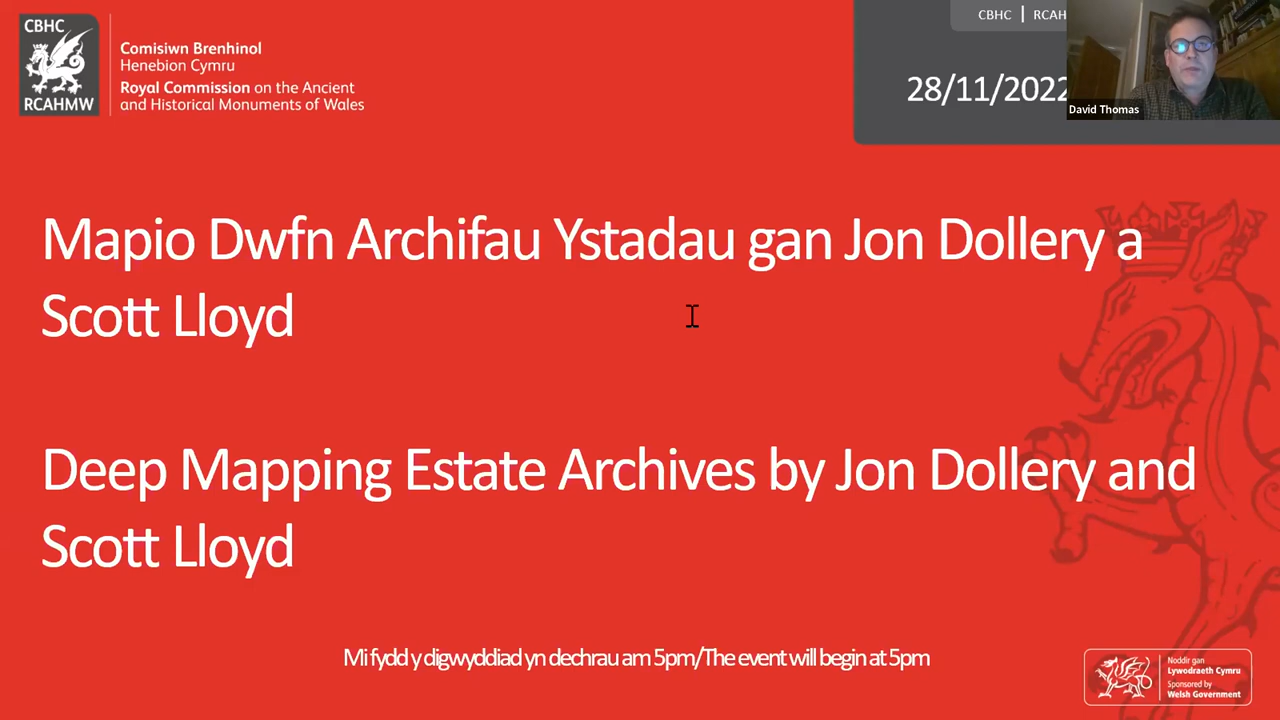 CBHC
RCAHMW
Comisiwn Brenhinol
Henebion Cymru
Royal Commission on the Ancient
and Historical Monuments of Wales
CBHC | RCAH
28/11/2022
David Thomas
Mapio Dwfn Archifau Ystadau gan Jon Dollery a
Scott Lloyd
Deep Mapping Estate Archives by Jon Dollery and
Scott Lloyd
Mi fydd y digwyddiad yn dechrau am 5pm/The event will begin at 5pm
Noddir gan
Lywodraeth Cymru
Sponsored by
Welsh Government